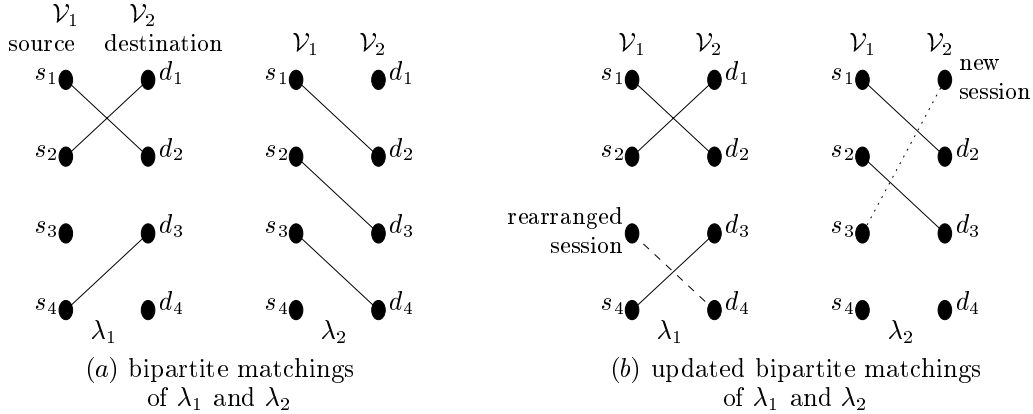 𝒱₁ 𝒱₂
source destination
s₁ d₁
s₂ d₂
s₃ d₃
s₄ d₄
λ₁
𝒱₁ 𝒱₂
s₁ d₁
s₂ d₂
s₃ d₃
s₄ d₄
λ₂
(a) bipartite matchings
of λ₁ and λ₂
𝒱₁ 𝒱₂
s₁ d₁
s₂ d₂
rearranged
session
d₃
s₄ d₄
λ₁
𝒱₁ 𝒱₂
s₁ new
session
s₂ d₂
s₃ d₃
s₄ d₄
λ₂
(b) updated bipartite matchings
of λ₁ and λ₂